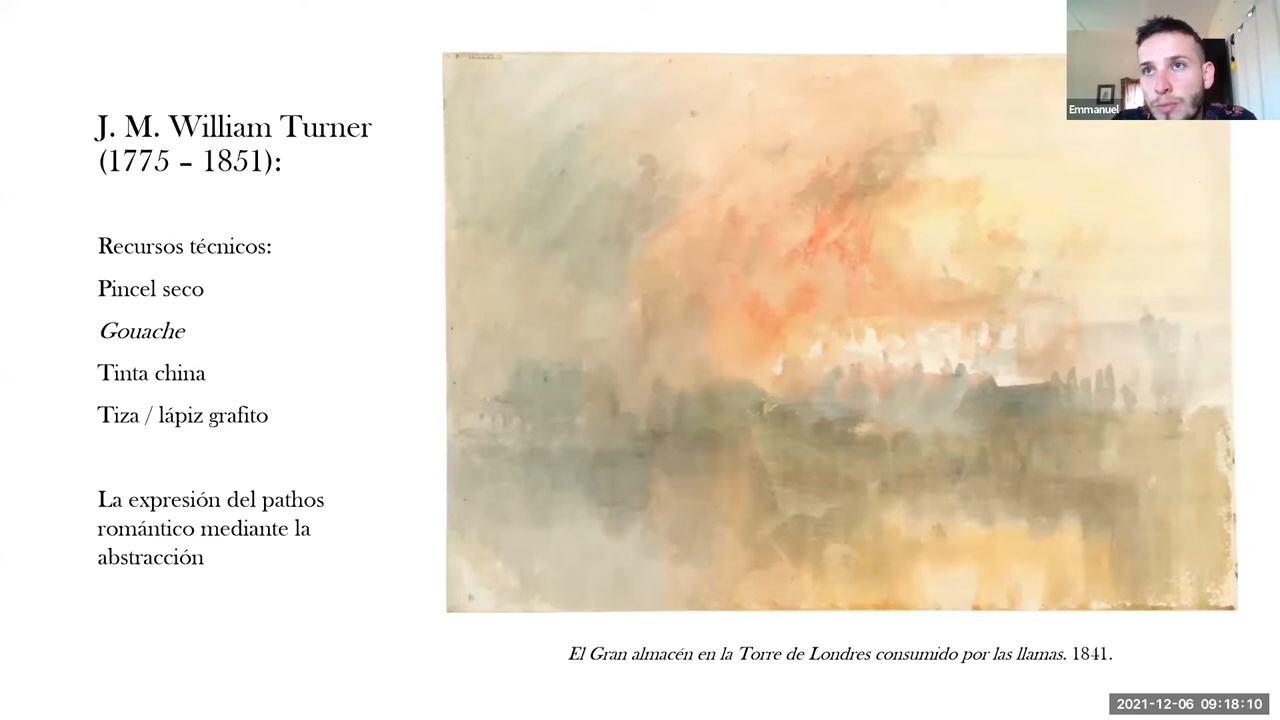 J. M. William Turner
(1775 – 1851):
Recursos técnicos:
Pincel seco
Gouache
Tinta china
Tiza / lápiz grafito
La expresión del pathos
romántico mediante la
abstracción
El Gran almacén en la Torre de Londres consumido por las llamas. 1841.
Emmanuel
2021-12-06 09:18:10